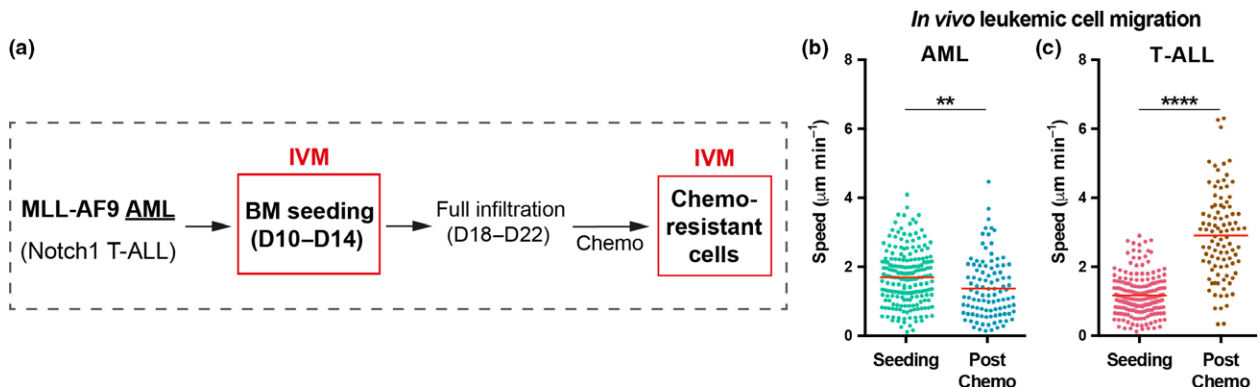 In vivo leukemic cell migration
(a)
MLL-AF9 AML
(Notch1 T-ALL)
IVM
BM seeding
(D10–D14)
Full infiltration
(D18–D22)
Chemo
IVM
Chemo-
resistant
cells
(b)
AML
Speed (µm min⁻¹)
8
6
4
2
0
**
Seeding
Post
Chemo
(c)
T-ALL
Speed (µm min⁻¹)
8
6
4
2
0
****
Seeding
Post
Chemo